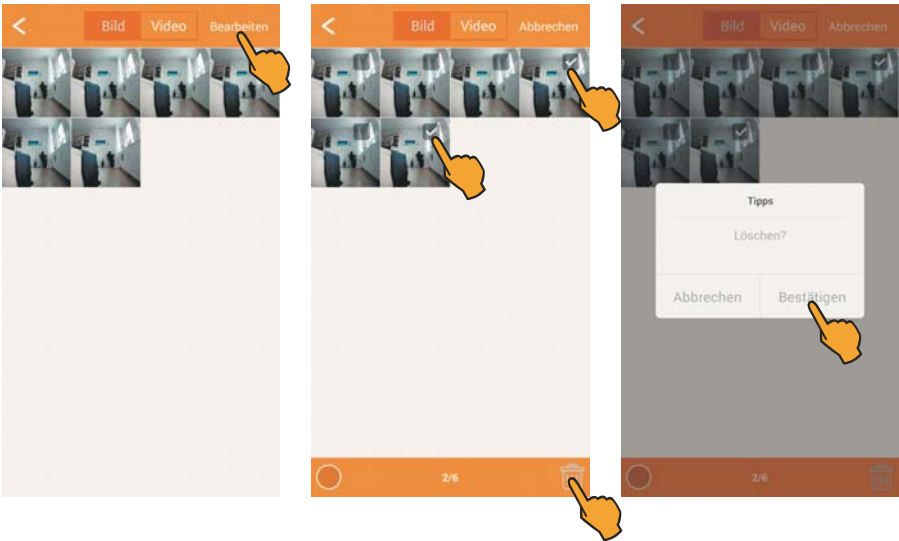 Bild Video Bearbeiten
Bild Video Abbrechen
2/6
Bild Video Abbrechen
Tipps
Löschen?
Abbrechen Bestätigen
2/6